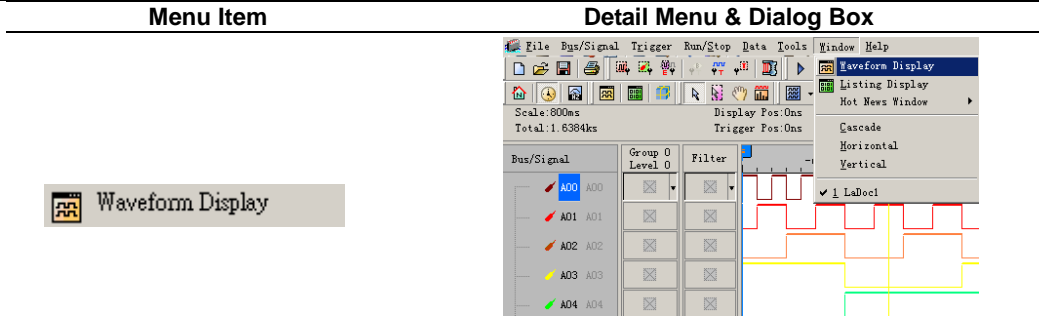 Menu Item Detail Menu & Dialog Box
File Bus/Signal Trigger Run/Stop Data Tools Window Help
Waveform Display
Listing Display
Hot News Window
Cascade
Horizontal
Vertical
✓ 1 LaDoc1
Scale:800ms Display Pos:0ns
Total:1.6384ks Trigger Pos:0ns
Bus/Signal Group 0 Level 0 Filter
A00 A00
A01 A01
A02 A02
A03 A03
A04 A04
Waveform Display